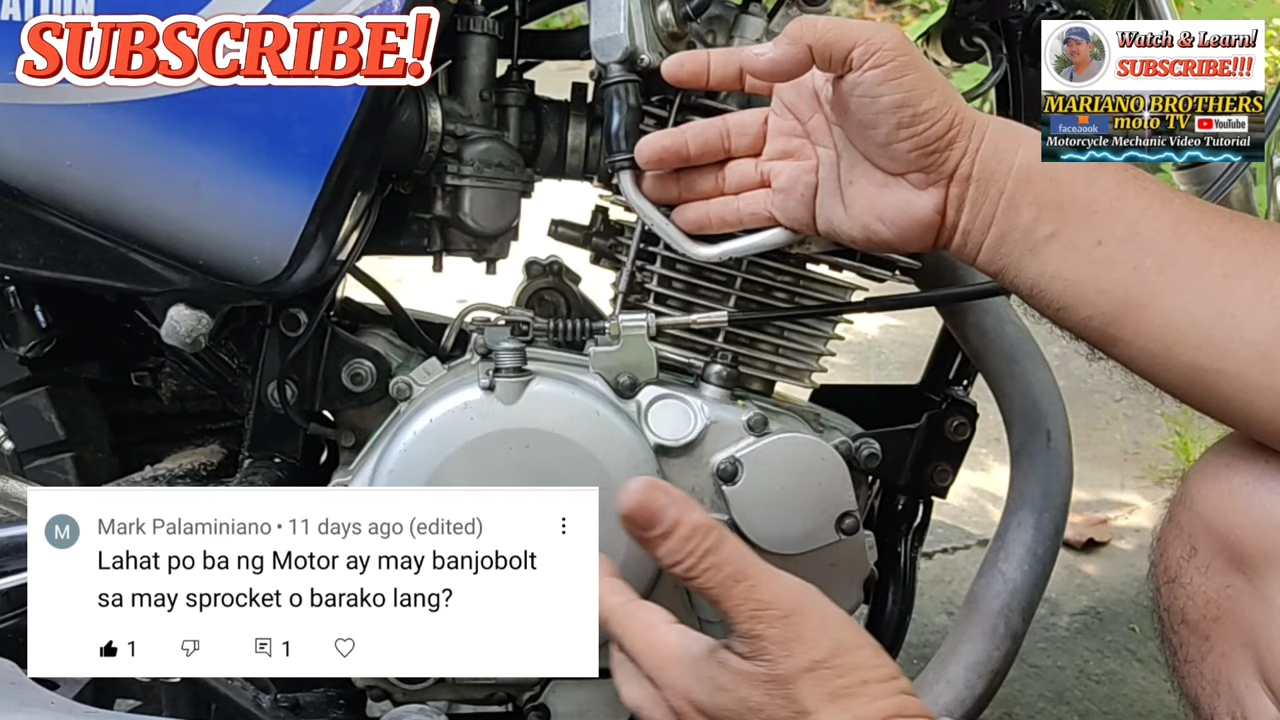 ATION
SUBSCRIBE!
Watch & Learn!
SUBSCRIBE!!!
MARIANO BROTHERS
moto TV
YouTube
Motorcycle Mechanic Video Tutorial
M
Mark Palaminiano • 11 days ago (edited)
Lahat po ba ng Motor ay may banjobolt
sa may sprocket o barako lang?
1
1